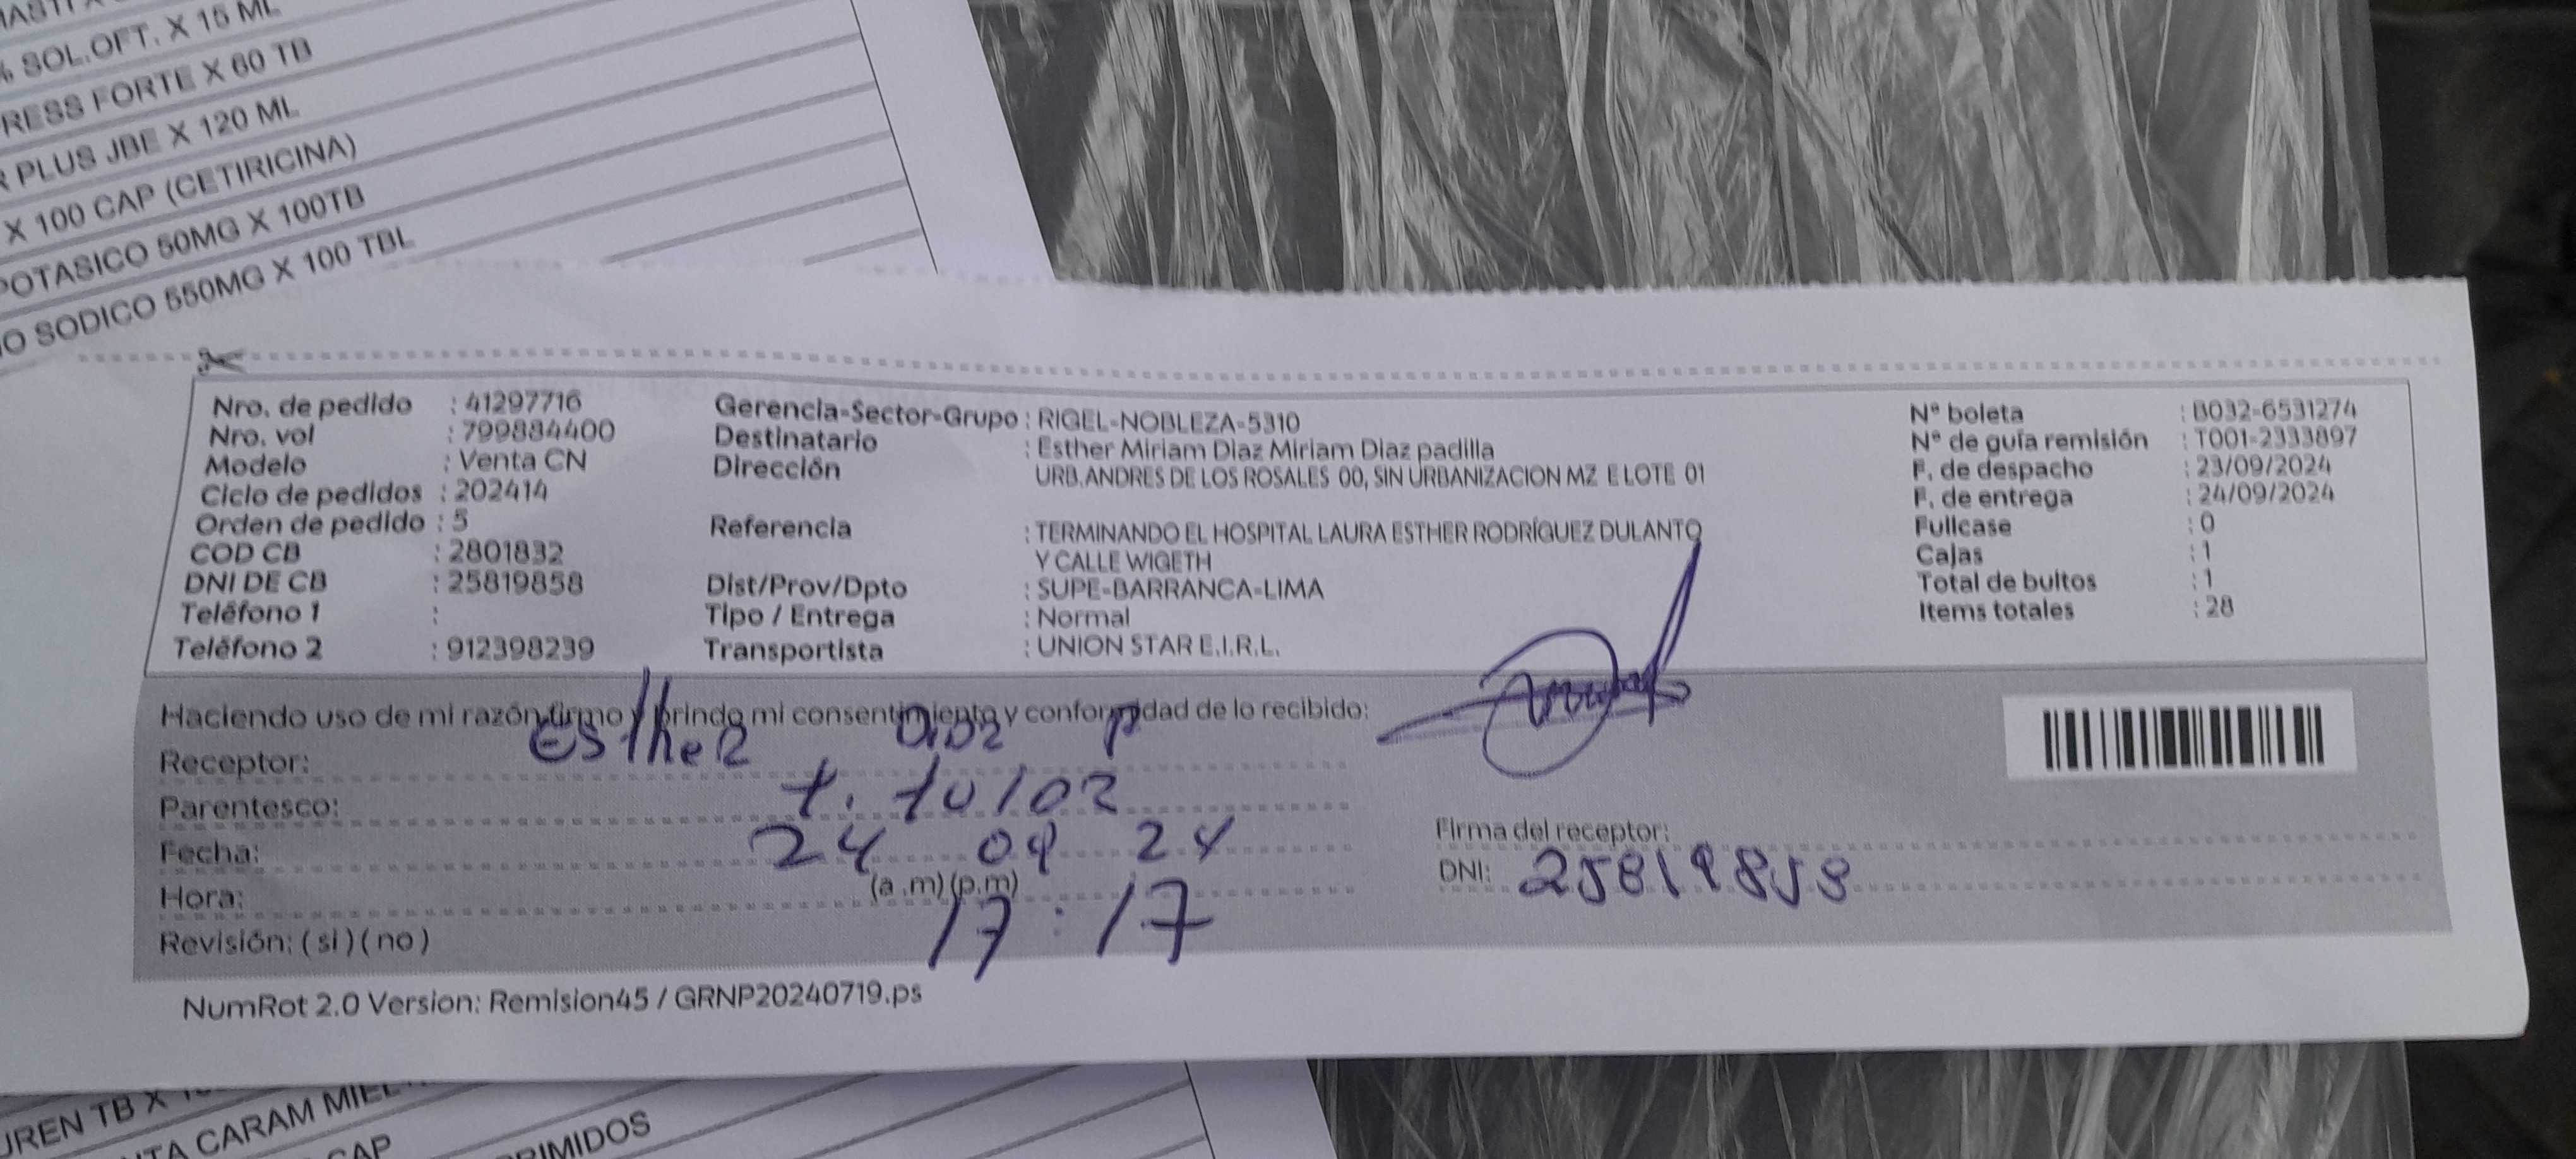 % SOL.OFT. X 15 ML
RESS FORTE X 60 TB
PLUS JBE X 120 ML
X 100 CAP (CETIRICINA)
POTASICO 50MG X 100TB
O SODICO 550MG X 100 TBL
Nro. de pedido : 41297716
Nro. vol : 799884400
Modelo : Venta CN
Ciclo de pedidos : 202414
Orden de pedido : 5
COD CB : 2801832
DNI DE CB : 25819858
Teléfono 1 :
Teléfono 2 : 912398239
Gerencia-Sector-Grupo : RIGEL-NOBLEZA-5310
Destinatario : Esther Miriam Diaz Miriam Diaz padilla
Dirección URB.ANDRES DE LOS ROSALES 00, SIN URBANIZACION MZ E LOTE 01
Referencia : TERMINANDO EL HOSPITAL LAURA ESTHER RODRÍGUEZ DULANTO
Y CALLE WIGETH
Dist/Prov/Dpto : SUPE-BARRANCA-LIMA
Tipo / Entrega : Normal
Transportista : UNION STAR E.I.R.L.
N° boleta : B032-6531274
N° de guía remisión : T001-2333897
F. de despacho : 23/09/2024
F. de entrega : 24/09/2024
Fullcase : 0
Cajas : 1
Total de bultos : 1
Items totales : 28
Haciendo uso de mi razón firmo y brindo mi consentimiento y conformidad de lo recibido:
Receptor: Esther
Parentesco:
Fecha: 24 09 24
Hora: (a.m)(p.m) 17:17
Revisión: (si) (no)
Firma del receptor:
DNI: 25819858
NumRot 2.0 Version: Remision45 / GRNP20240719.ps
UREN TB X
TA CARAM MIEL
CAP
RIMIDOS